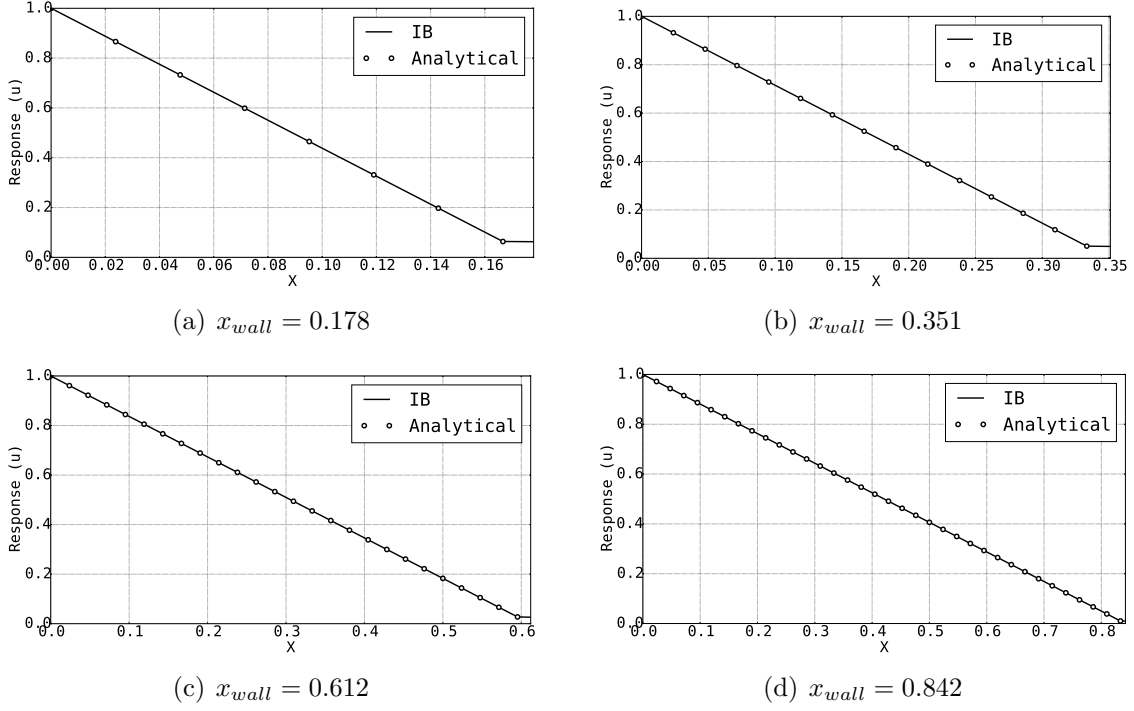 1.0
0.8
0.6
0.4
0.2
0.0
Response (u)
IB
Analytical
0.00 0.02 0.04 0.06 0.08 0.10 0.12 0.14 0.16
X
(a) x_wall = 0.178
1.0
0.8
0.6
0.4
0.2
0.0
Response (u)
IB
Analytical
0.00 0.05 0.10 0.15 0.20 0.25 0.30 0.35
X
(b) x_wall = 0.351
1.0
0.8
0.6
0.4
0.2
0.0
Response (u)
IB
Analytical
0.0 0.1 0.2 0.3 0.4 0.5 0.6
X
(c) x_wall = 0.612
1.0
0.8
0.6
0.4
0.2
0.0
Response (u)
IB
Analytical
0.0 0.1 0.2 0.3 0.4 0.5 0.6 0.7 0.8
X
(d) x_wall = 0.842